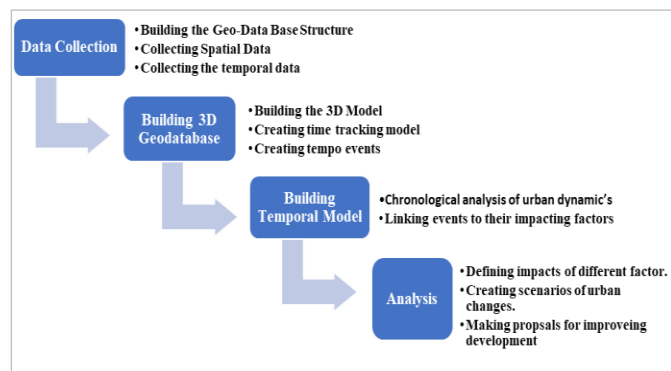 Data Collection
•Building the Geo-Data Base Structure
•Collecting Spatial Data
•Collecting the temporal data
Building 3D
Geodatabase
•Building the 3D Model
•Creating time tracking model
•Creating tempo events
Building
Temporal Model
•Chronological analysis of urban dynamic's
•Linking events to their impacting factors
Analysis
•Defining impacts of different factor.
•Creating scenarios of urban
changes.
•Making propsals for improveing
development